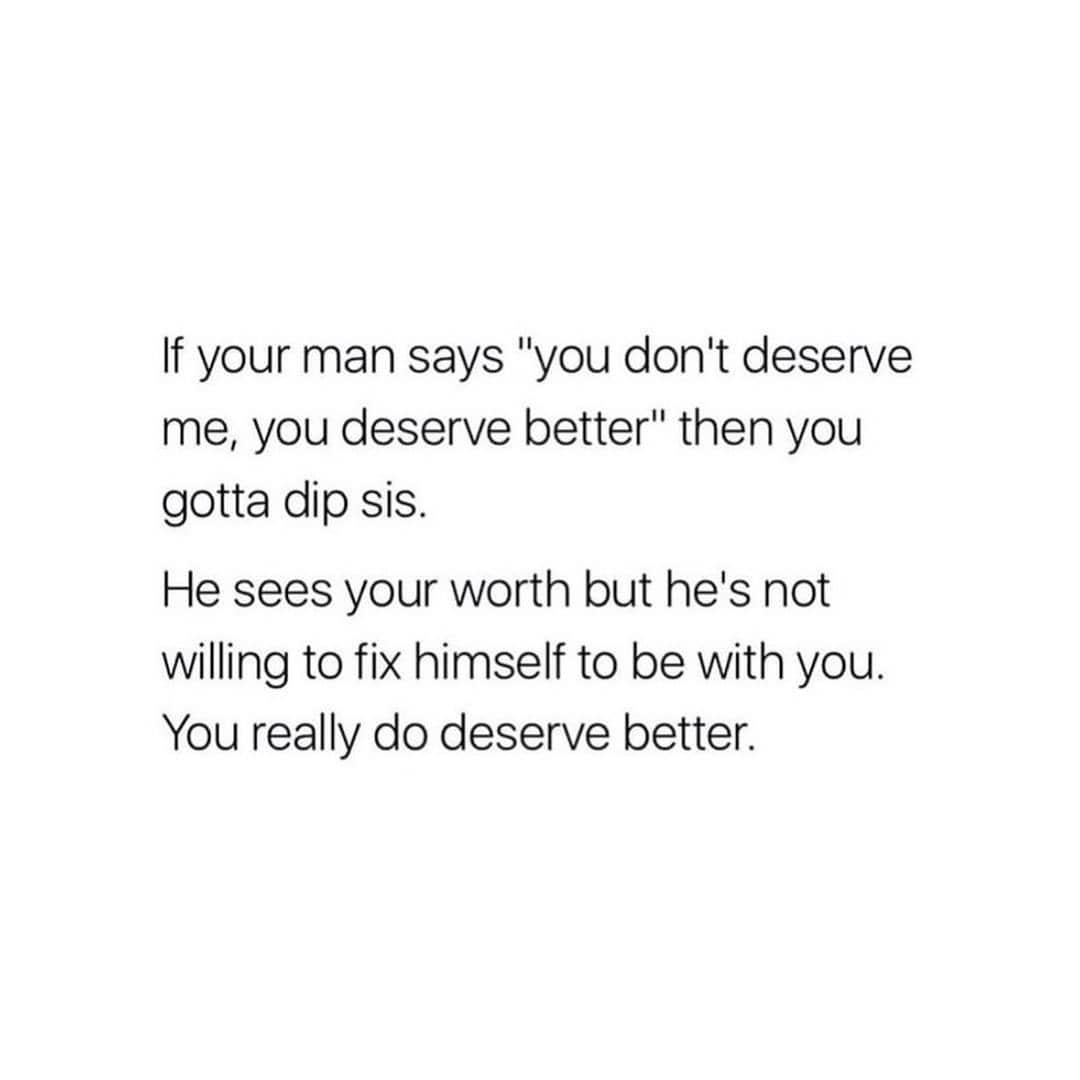 If your man says "you don't deserve
me, you deserve better" then you
gotta dip sis.
He sees your worth but he's not
willing to fix himself to be with you.
You really do deserve better.